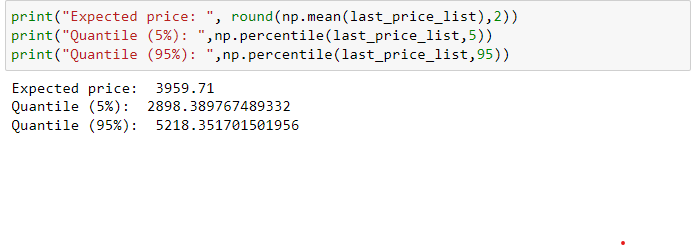 print("Expected price: ", round(np.mean(last_price_list),2))
print("Quantile (5%): ",np.percentile(last_price_list,5))
print("Quantile (95%): ",np.percentile(last_price_list,95))
Expected price:  3959.71
Quantile (5%):  2898.389767489332
Quantile (95%):  5218.351701501956